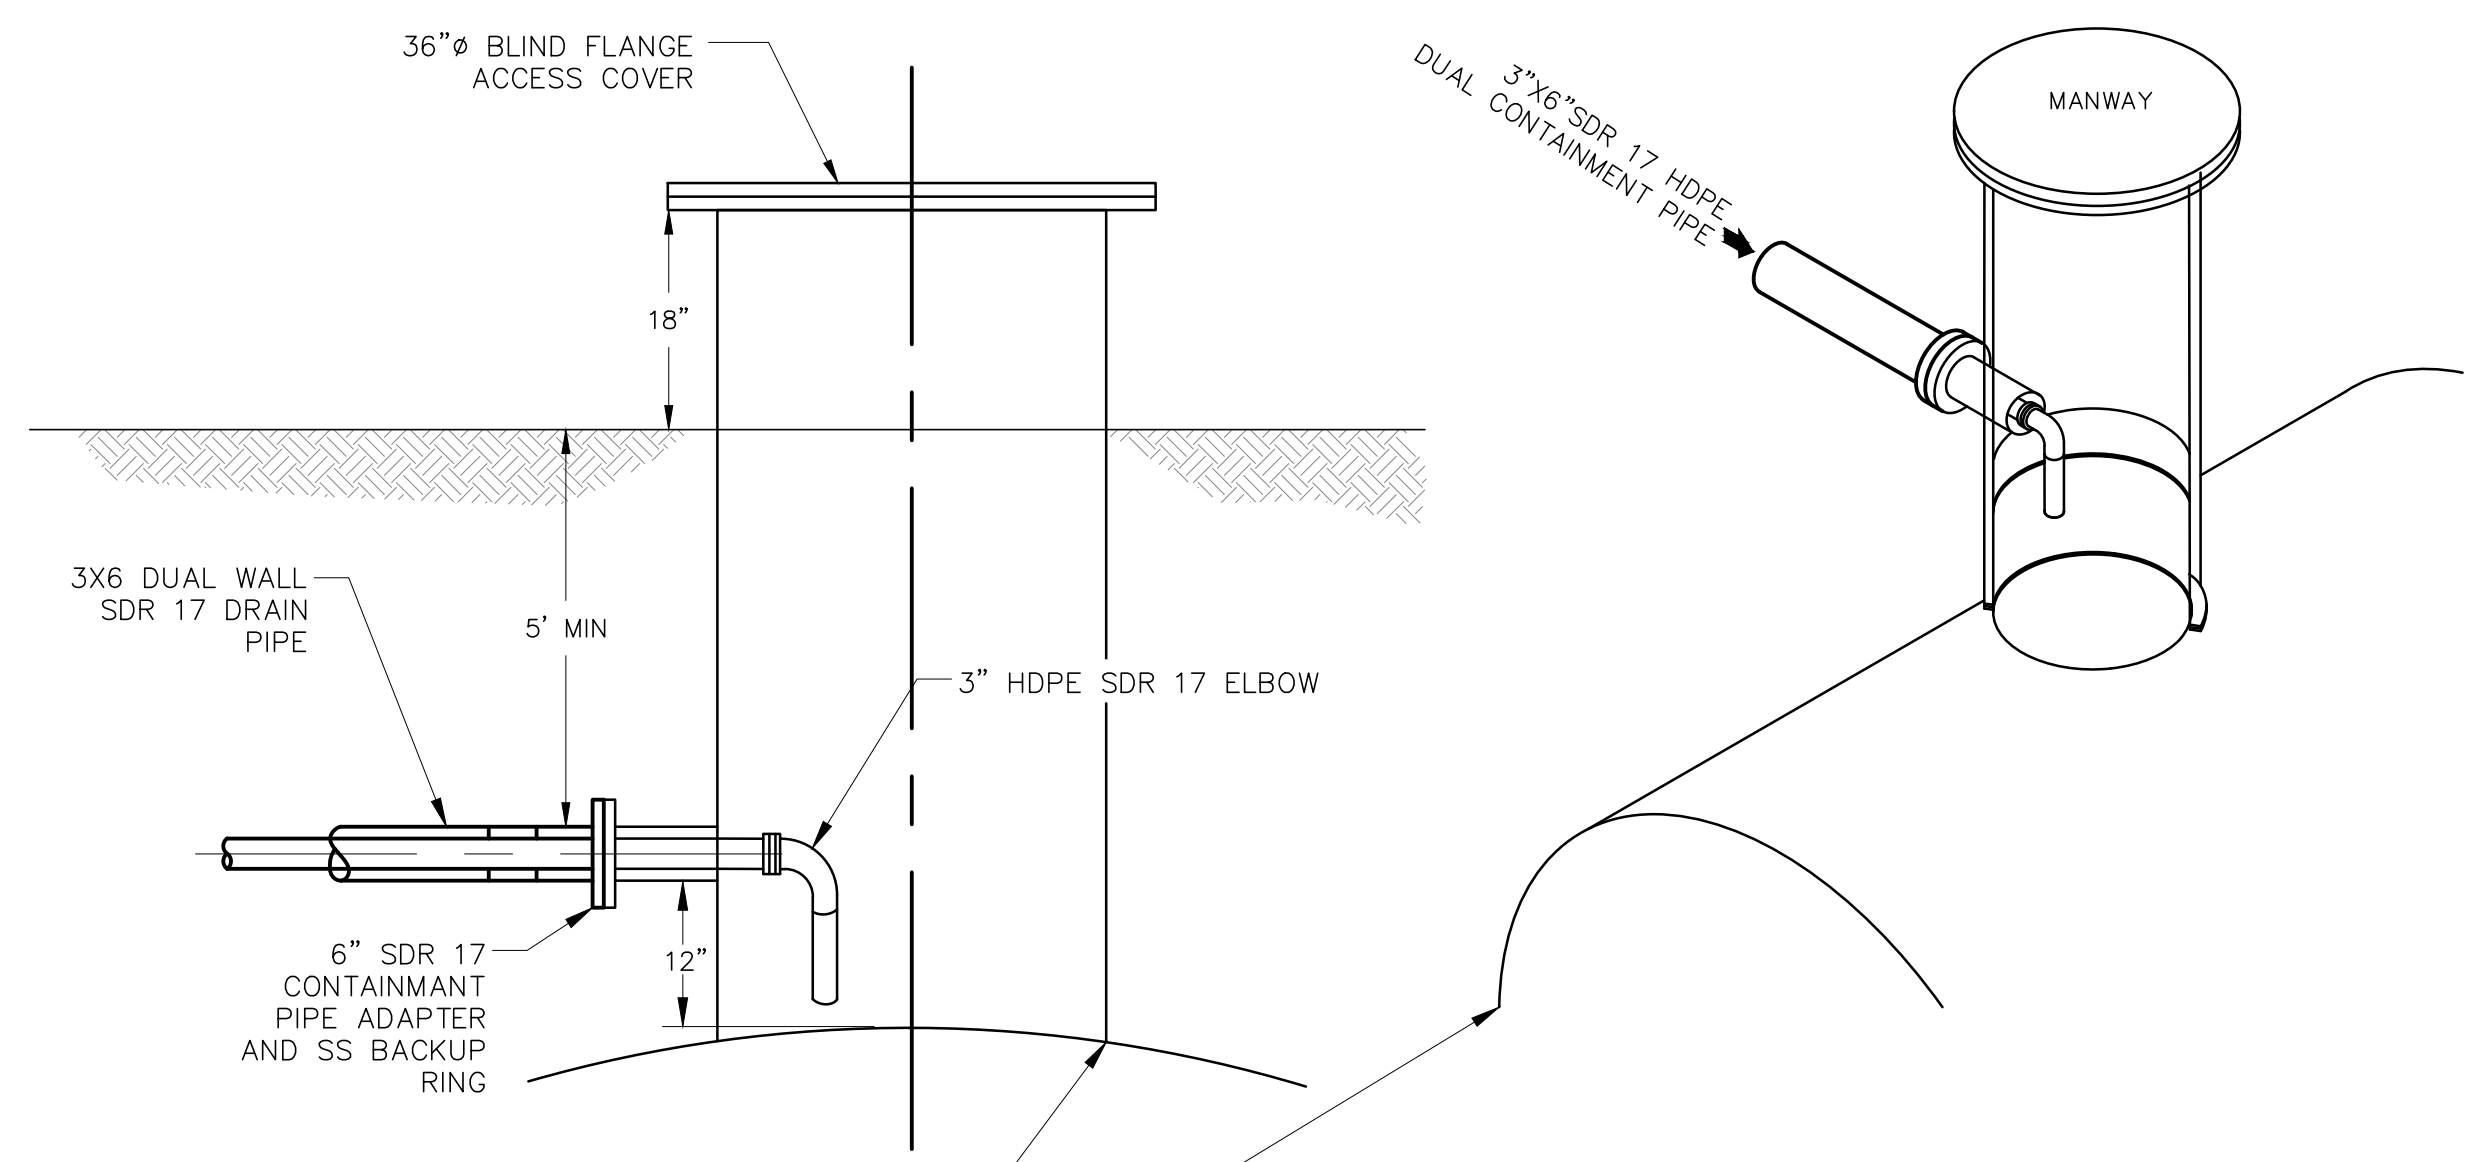 36”ø BLIND FLANGE
ACCESS COVER
3”X6”SDR 17 HDPE
DUAL CONTAINMENT PIPE
MANWAY
18”
3X6 DUAL WALL
SDR 17 DRAIN
PIPE
5’ MIN
3” HDPE SDR 17 ELBOW
6” SDR 17
CONTAINMANT
PIPE ADAPTER
AND SS BACKUP
RING
12”